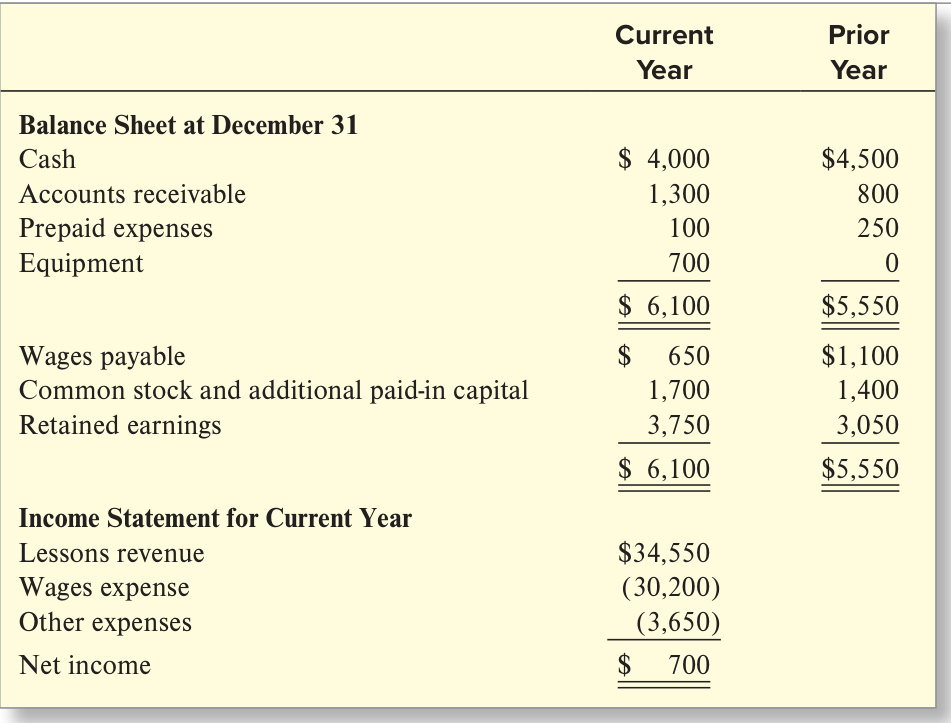 Current Prior
Year Year
Balance Sheet at December 31
Cash $ 4,000 $4,500
Accounts receivable 1,300 800
Prepaid expenses 100 250
Equipment 700 0
$ 6,100 $5,550
Wages payable $ 650 $1,100
Common stock and additional paid-in capital 1,700 1,400
Retained earnings 3,750 3,050
$ 6,100 $5,550
Income Statement for Current Year
Lessons revenue $34,550
Wages expense (30,200)
Other expenses (3,650)
Net income $ 700